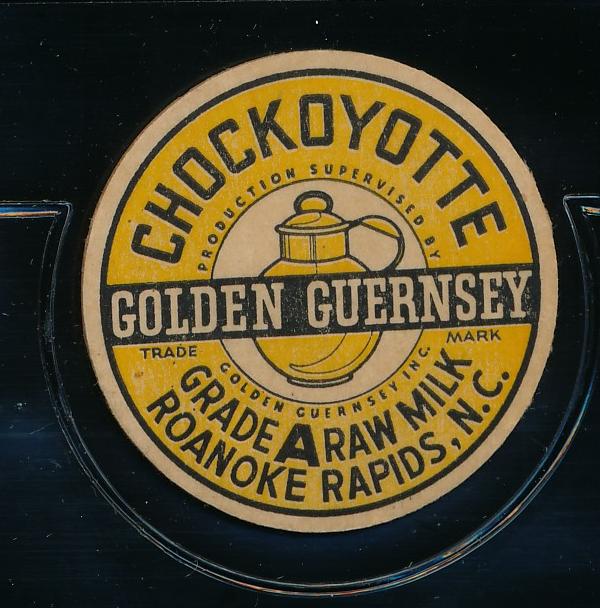 CHOCKOYOTTE
PRODUCTION SUPERVISED BY
GOLDEN GUERNSEY
TRADE MARK
GOLDEN GUERNSEY INC.
GRADE A RAW MILK
ROANOKE RAPIDS, N.C.